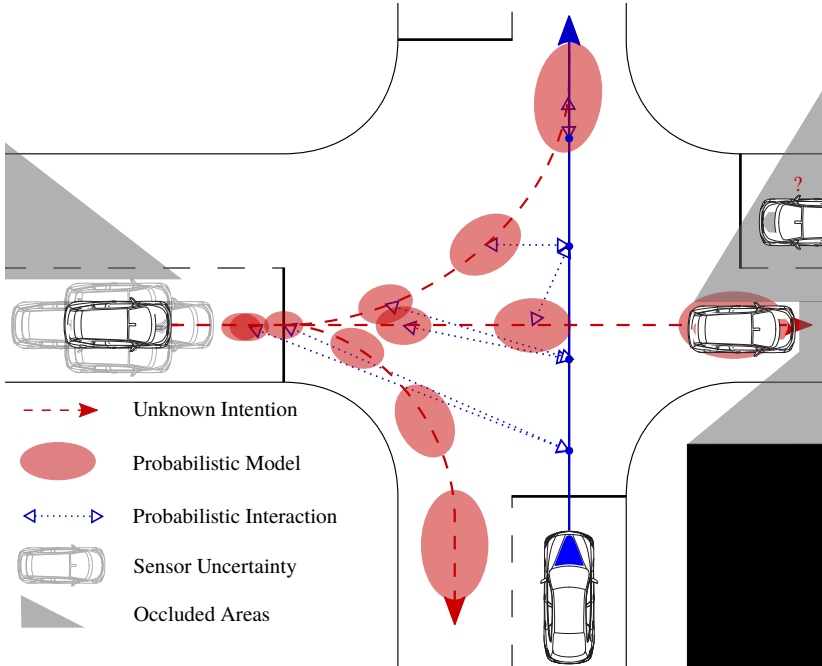 ?
Unknown Intention
Probabilistic Model
Probabilistic Interaction
Sensor Uncertainty
Occluded Areas